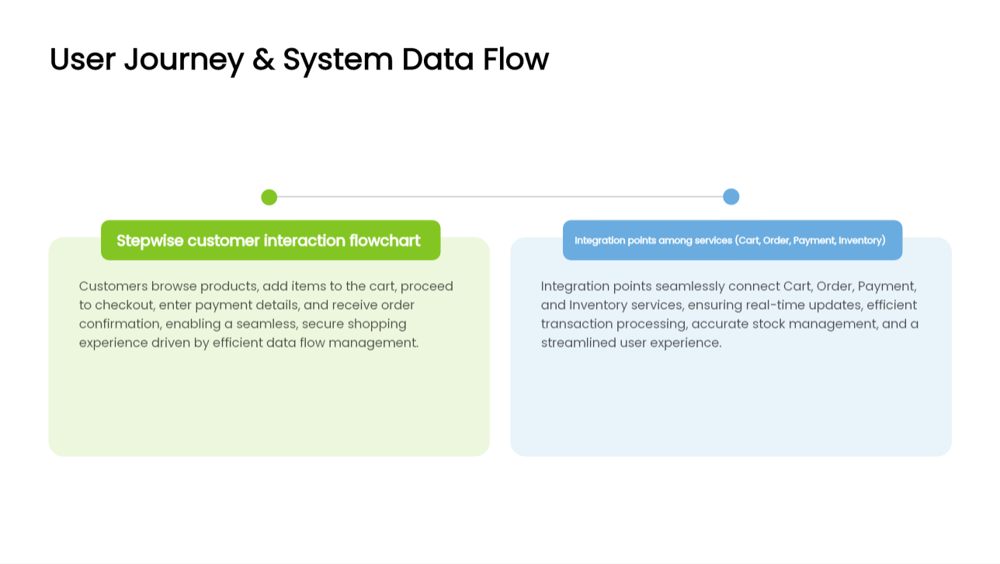 User Journey & System Data Flow
Stepwise customer interaction flowchart
Customers browse products, add items to the cart, proceed
to checkout, enter payment details, and receive order
confirmation, enabling a seamless, secure shopping
experience driven by efficient data flow management.
Integration points among services (Cart, Order, Payment, Inventory)
Integration points seamlessly connect Cart, Order, Payment,
and Inventory services, ensuring real-time updates, efficient
transaction processing, accurate stock management, and a
streamlined user experience.